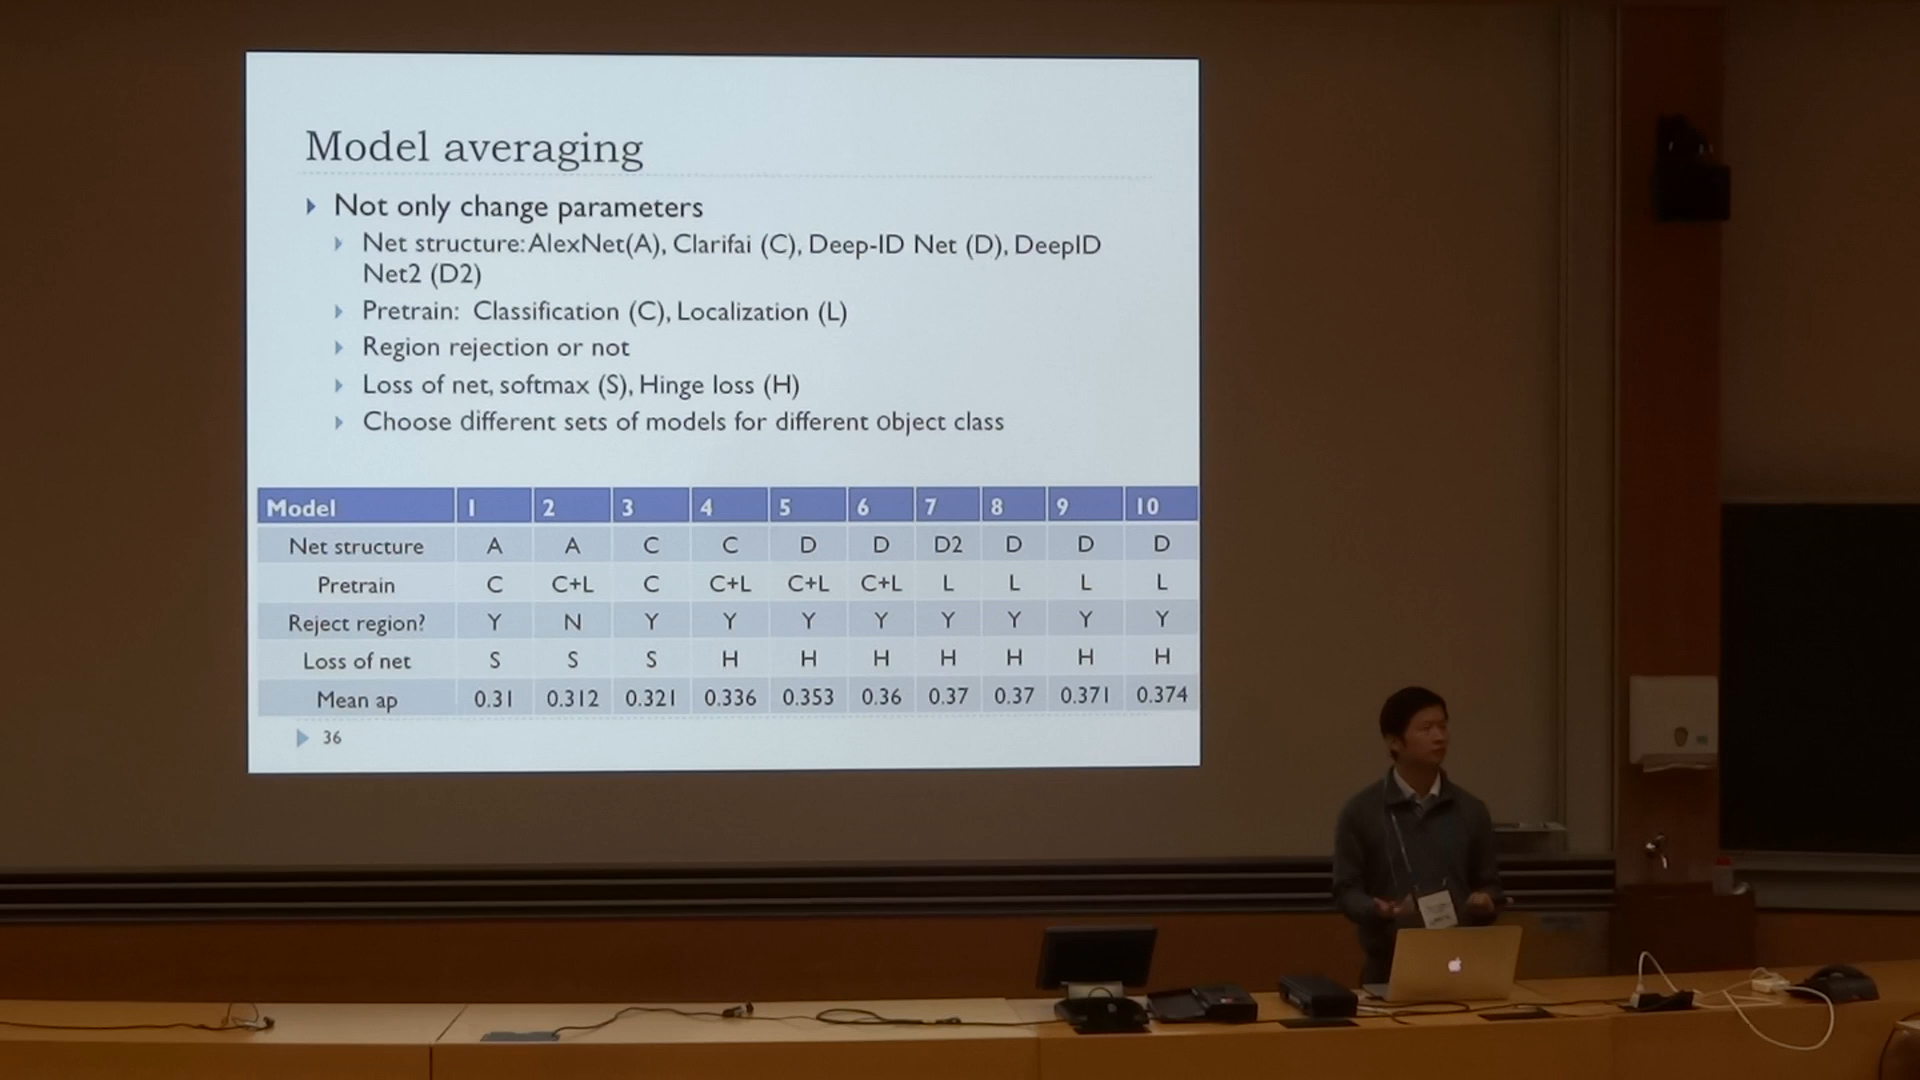 Model averaging
Not only change parameters
Net structure: AlexNet(A), Clarifai (C), Deep-ID Net (D), DeepID
Net2 (D2)
Pretrain: Classification (C), Localization (L)
Region rejection or not
Loss of net, softmax (S), Hinge loss (H)
Choose different sets of models for different object class
Model 1 2 3 4 5 6 7 8 9 10
Net structure A A C C D D D2 D D D
Pretrain C C+L C C+L C+L C+L L L L L
Reject region? Y N Y Y Y Y Y Y Y Y
Loss of net S S S H H H H H H H
Mean ap 0.31 0.312 0.321 0.336 0.353 0.36 0.37 0.37 0.371 0.374
36